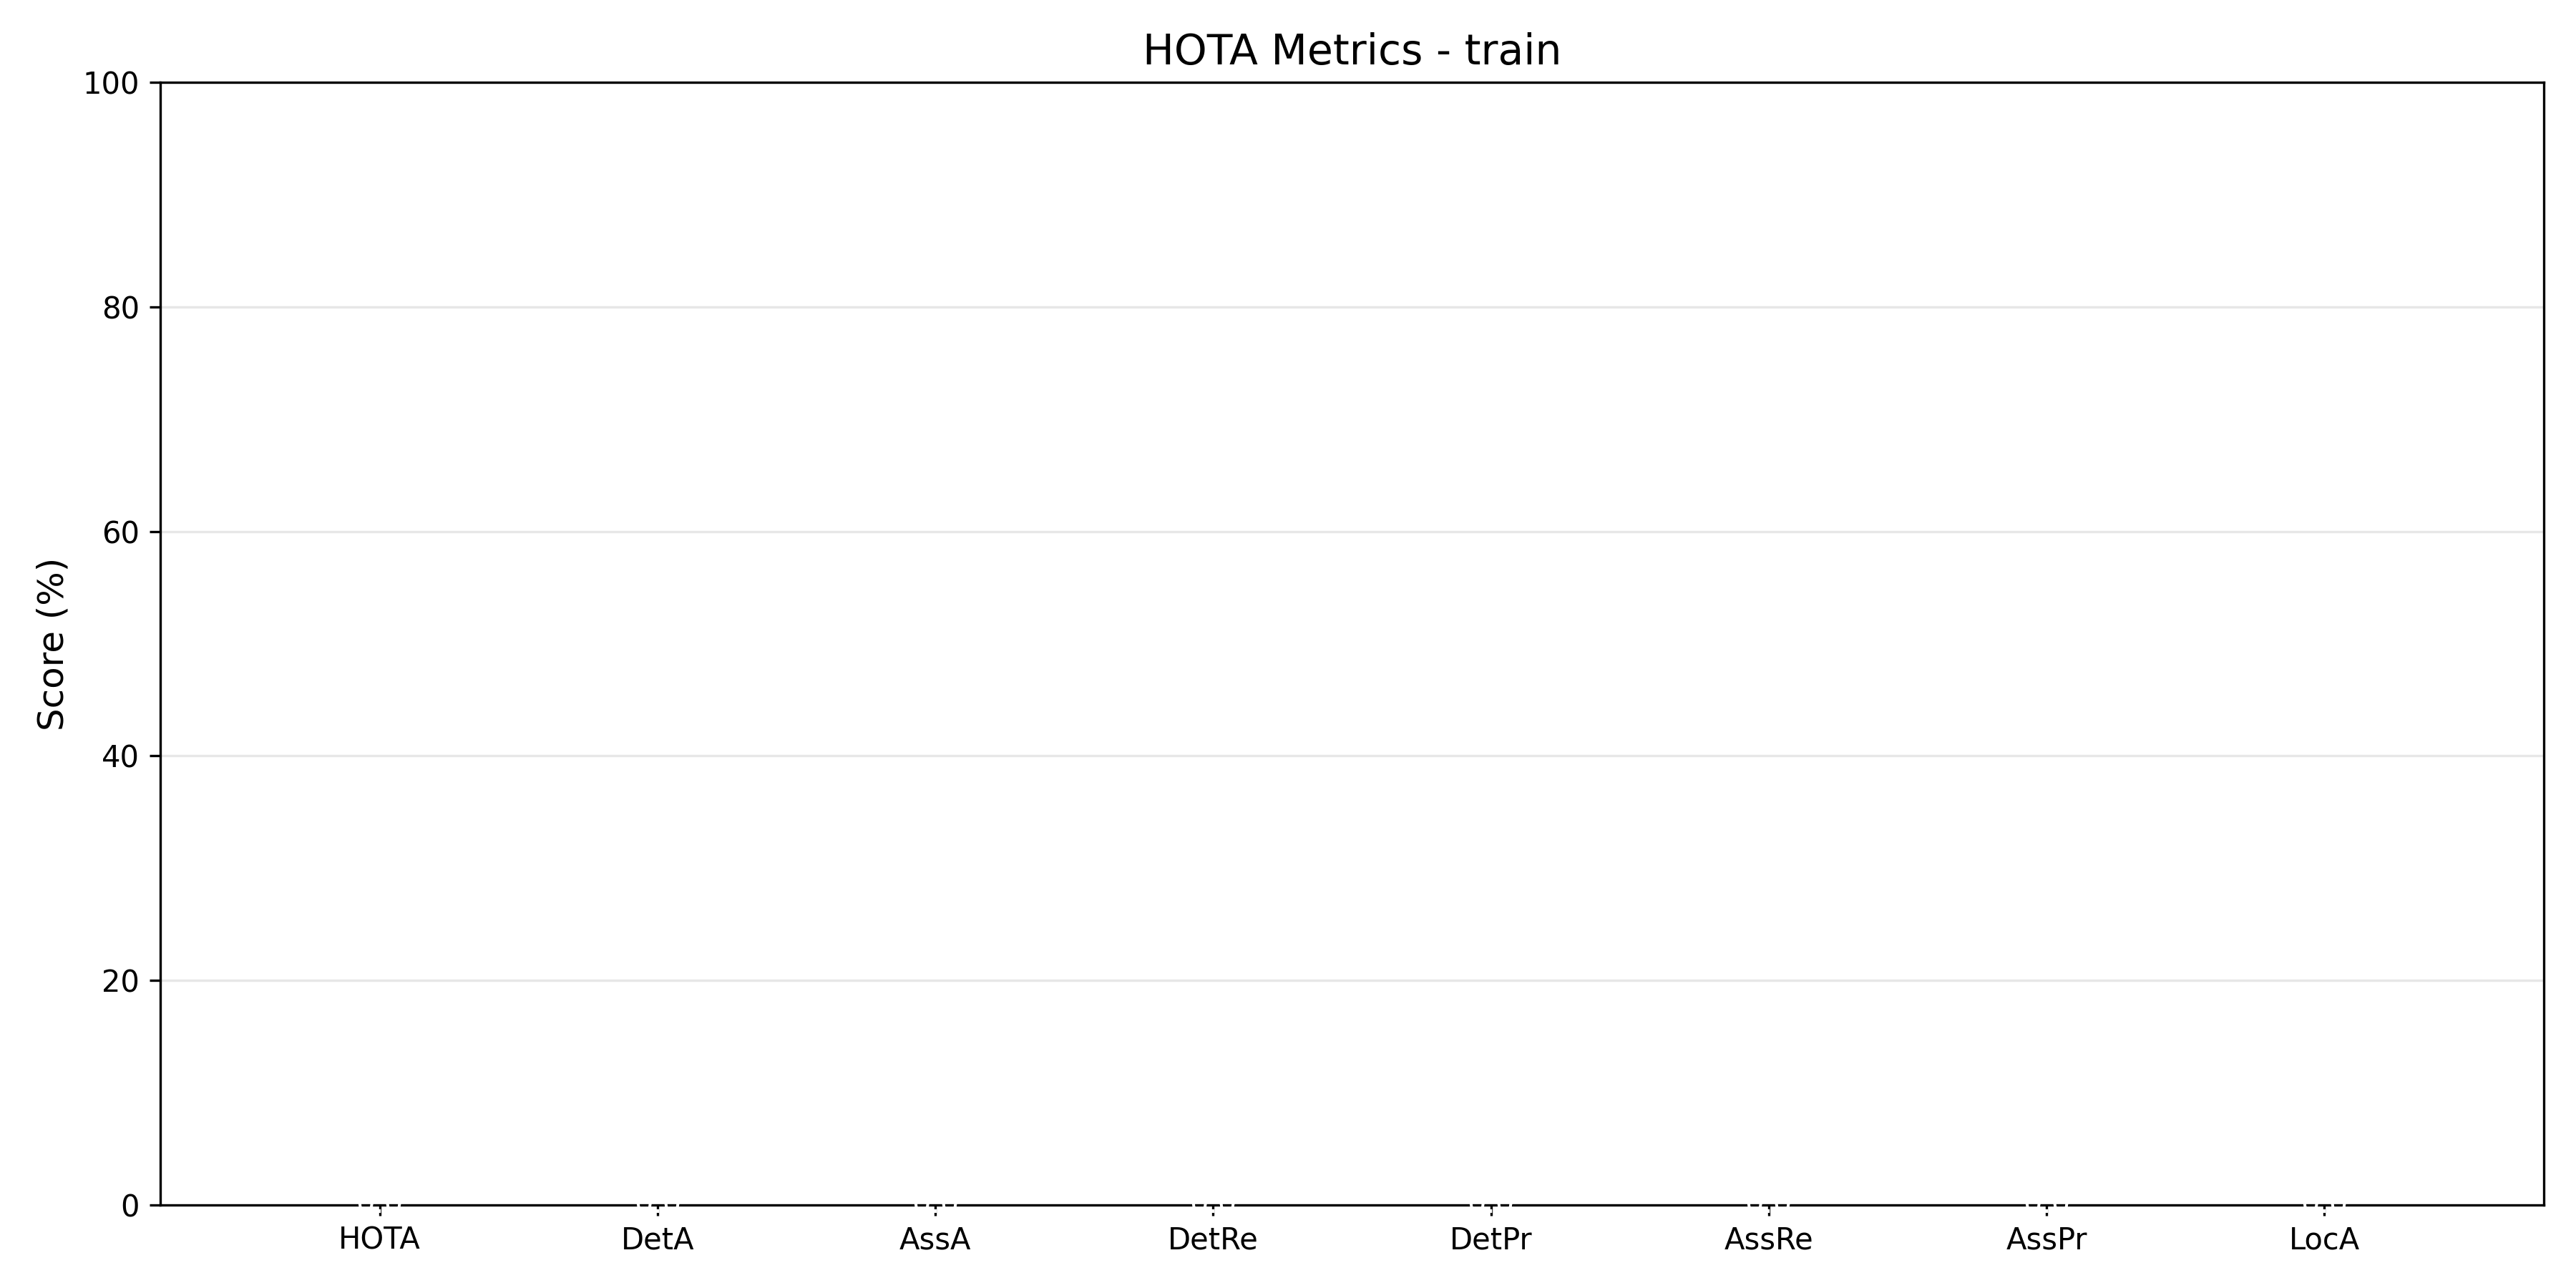 HOTA Metrics - train
Score (%)
100
80
60
40
20
0
HOTA DetA AssA DetRe DetPr AssRe AssPr LocA